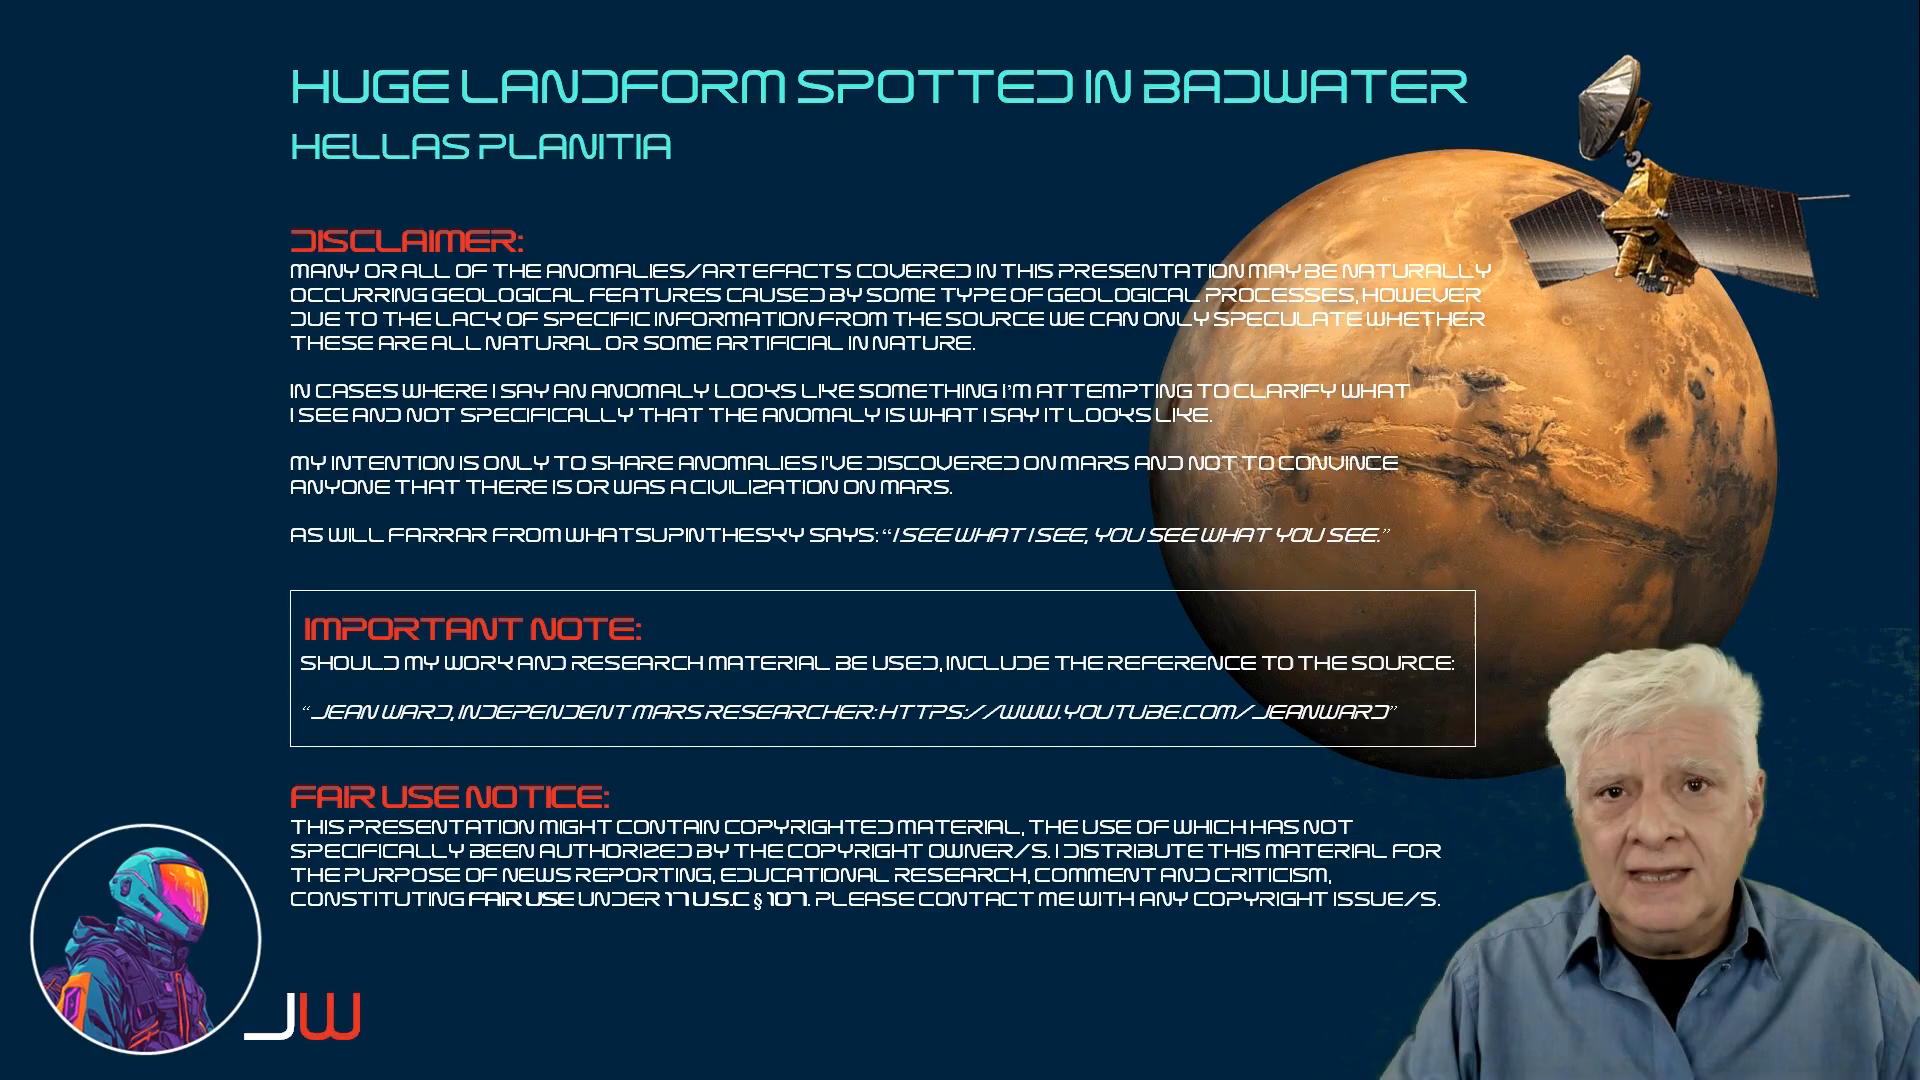 HUGE LANDFORM SPOTTED IN BADWATER
HELLAS PLANITIA
DISCLAIMER:
MANY OR ALL OF THE ANOMALIES/ARTEFACTS COVERED IN THIS PRESENTATION MAY BE NATURALLY
OCCURRING GEOLOGICAL FEATURES CAUSED BY SOME TYPE OF GEOLOGICAL PROCESSES, HOWEVER
DUE TO THE LACK OF SPECIFIC INFORMATION FROM THE SOURCE WE CAN ONLY SPECULATE WHETHER
THESE ARE ALL NATURAL OR SOME ARTIFICIAL IN NATURE.
IN CASES WHERE I SAY AN ANOMALY LOOKS LIKE SOMETHING I'M ATTEMPTING TO CLARIFY WHAT
I SEE AND NOT SPECIFICALLY THAT THE ANOMALY IS WHAT I SAY IT LOOKS LIKE.
MY INTENTION IS ONLY TO SHARE ANOMALIES I'VE DISCOVERED ON MARS AND NOT TO CONVINCE
ANYONE THAT THERE IS OR WAS A CIVILIZATION ON MARS.
AS WILL FARRAR FROM WHATSUPINTHESKY SAYS: “I SEE WHAT I SEE, YOU SEE WHAT YOU SEE.”
IMPORTANT NOTE:
SHOULD MY WORK AND RESEARCH MATERIAL BE USED, INCLUDE THE REFERENCE TO THE SOURCE:
“JEAN WARD, INDEPENDENT MARS RESEARCHER: HTTPS://WWW.YOUTUBE.COM/JEANWARD”
FAIR USE NOTICE:
THIS PRESENTATION MIGHT CONTAIN COPYRIGHTED MATERIAL, THE USE OF WHICH HAS NOT
SPECIFICALLY BEEN AUTHORIZED BY THE COPYRIGHT OWNER/S. I DISTRIBUTE THIS MATERIAL FOR
THE PURPOSE OF NEWS REPORTING, EDUCATIONAL RESEARCH, COMMENT AND CRITICISM,
CONSTITUTING FAIR USE UNDER 17 U.S.C § 107. PLEASE CONTACT ME WITH ANY COPYRIGHT ISSUE/S.
JW